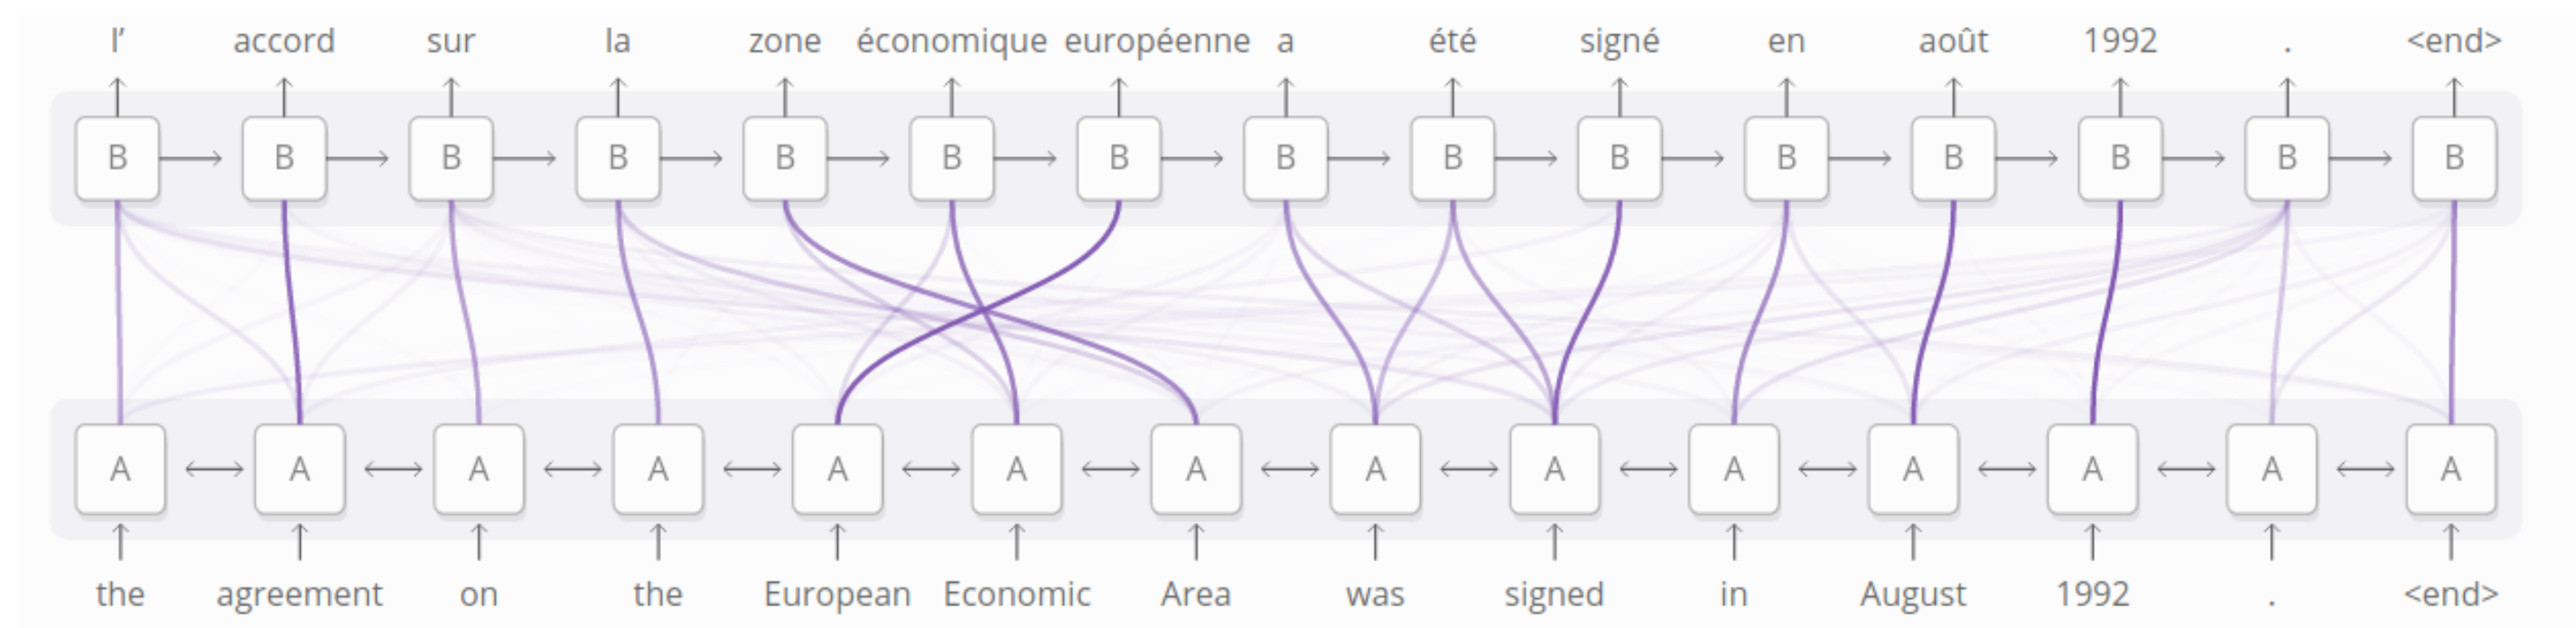 l’ accord sur la zone économique européenne a été signé en août 1992 . <end>
B B B B B B B B B B B B B B B
A A A A A A A A A A A A A A
the agreement on the European Economic Area was signed in August 1992 . <end>